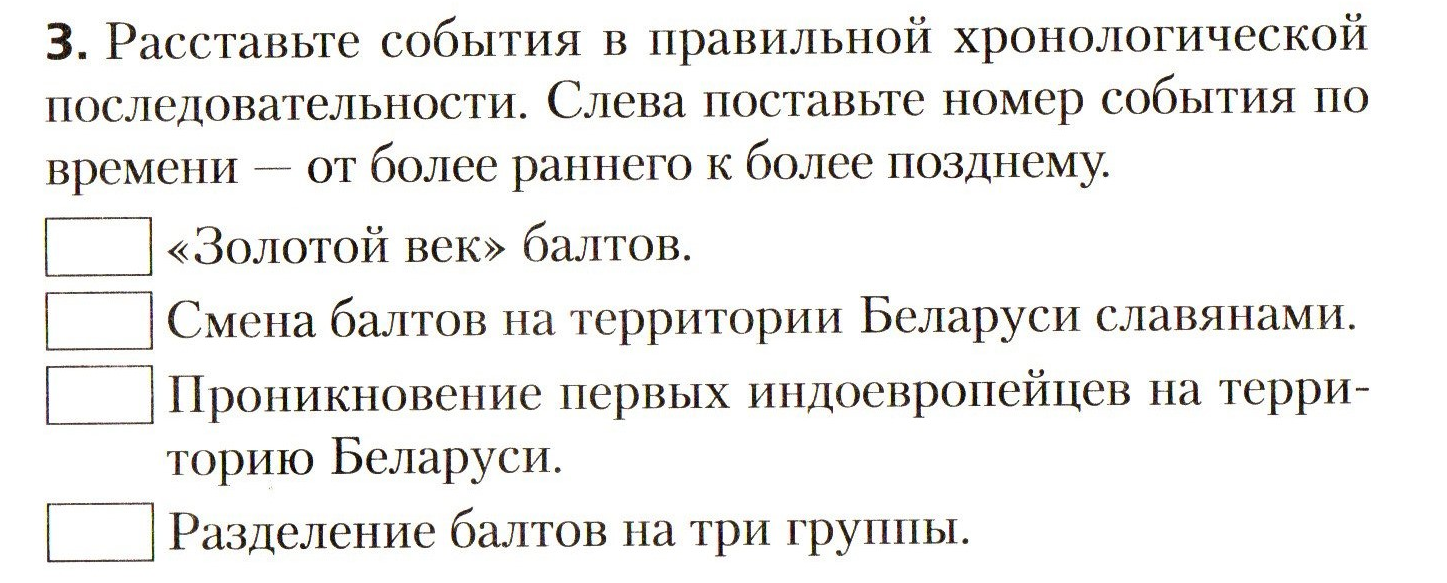 3. Расставьте события в правильной хронологической
последовательности. Слева поставьте номер события по
времени — от более раннего к более позднему.
«Золотой век» балтов.
Смена балтов на территории Беларуси славянами.
Проникновение первых индоевропейцев на терри-
торию Беларуси.
Разделение балтов на три группы.